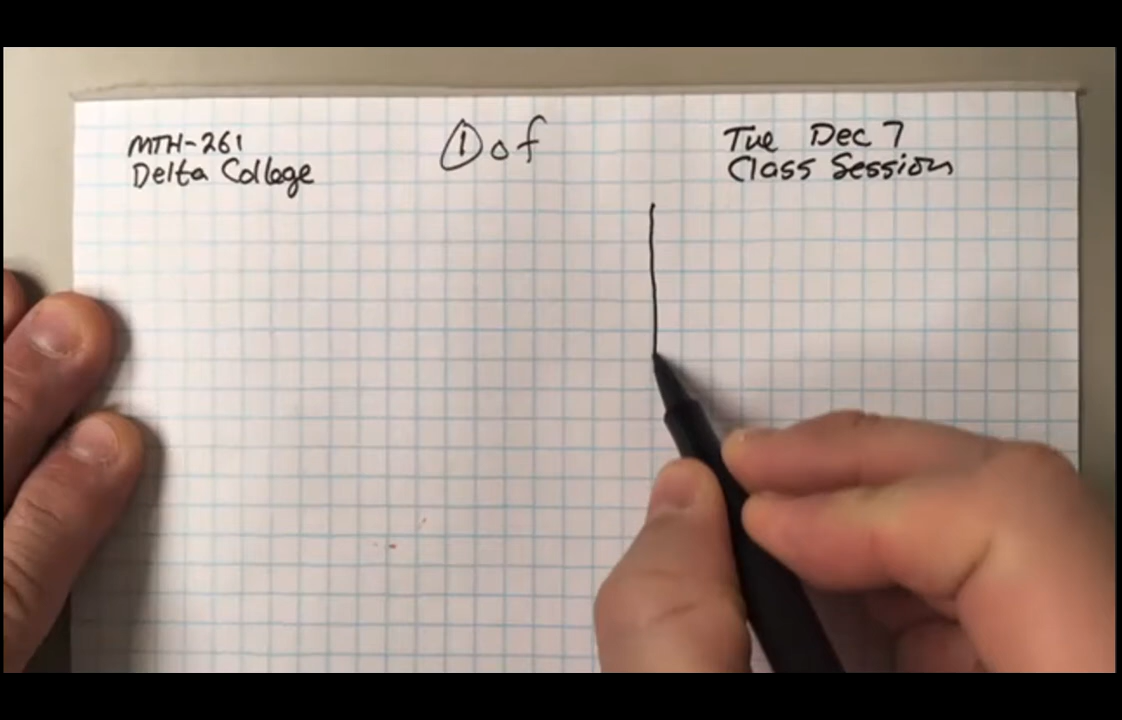 MTH-261
Delta College
① of
Tue Dec 7
Class Session